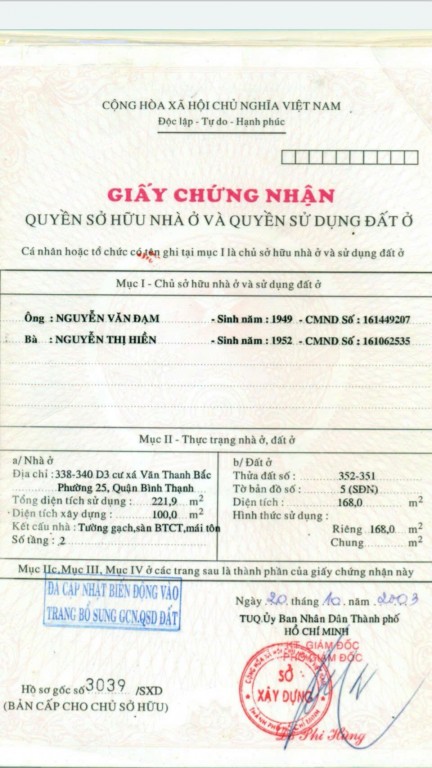 CỘNG HÒA XÃ HỘI CHỦ NGHĨA VIỆT NAM
Độc lập - Tự do - Hạnh phúc
GIẤY CHỨNG NHẬN
QUYỀN SỞ HỮU NHÀ Ở VÀ QUYỀN SỬ DỤNG ĐẤT Ở
Cá nhân hoặc tổ chức có tên ghi tại mục I là chủ sở hữu nhà ở và sử dụng đất ở
Mục I - Chủ sở hữu nhà ở và sử dụng đất ở
Ông : NGUYỄN VĂN ĐẠM - Sinh năm : 1949 - CMND Số : 161449207
Bà : NGUYỄN THỊ HIỀN - Sinh năm : 1952 - CMND Số : 161062535
Mục II - Thực trạng nhà ở, đất ở
a/ Nhà ở
Địa chỉ : 338-340 D3 cư xá Văn Thanh Bắc
Phường 25, Quận Bình Thạnh
Tổng diện tích sử dụng : 221,9 m2
Diện tích xây dựng : 100,0 m2
Kết cấu nhà : Tường gạch,sàn BTCT,mái tôn
Số tầng : 2
b/ Đất ở
Thửa đất số : 352-351
Tờ bản đồ số : 5 (SĐN)
Diện tích : 168,0 m2
Hình thức sử dụng :
Riêng 168,0 m2
Chung m2
Mục IIc,Mục III, Mục IV ở các trang sau là thành phần của giấy chứng nhận này
ĐÃ CẬP NHẬT BIẾN ĐỘNG VÀO
TRANG BỔ SUNG GCN.QSD ĐẤT
Ngày 20 tháng 10 năm 2003
TUQ.Ủy Ban Nhân Dân Thành phố
HỒ CHÍ MINH
KT. GIÁM ĐỐC
PHÓ GIÁM ĐỐC
SỞ
XÂY DỰNG
Phi Hùng
Hồ sơ gốc số 3039 /SXD
(BẢN CẤP CHO CHỦ SỞ HỮU)